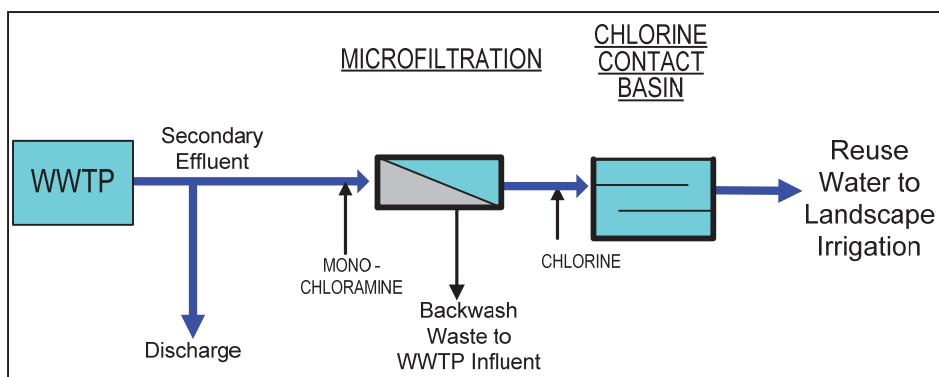 MICROFILTRATION
CHLORINE
CONTACT
BASIN
WWTP
Secondary
Effluent
Reuse
Water to
Landscape
Irrigation
MONO -
CHLORAMINE
CHLORINE
Backwash
Waste to
WWTP Influent
Discharge